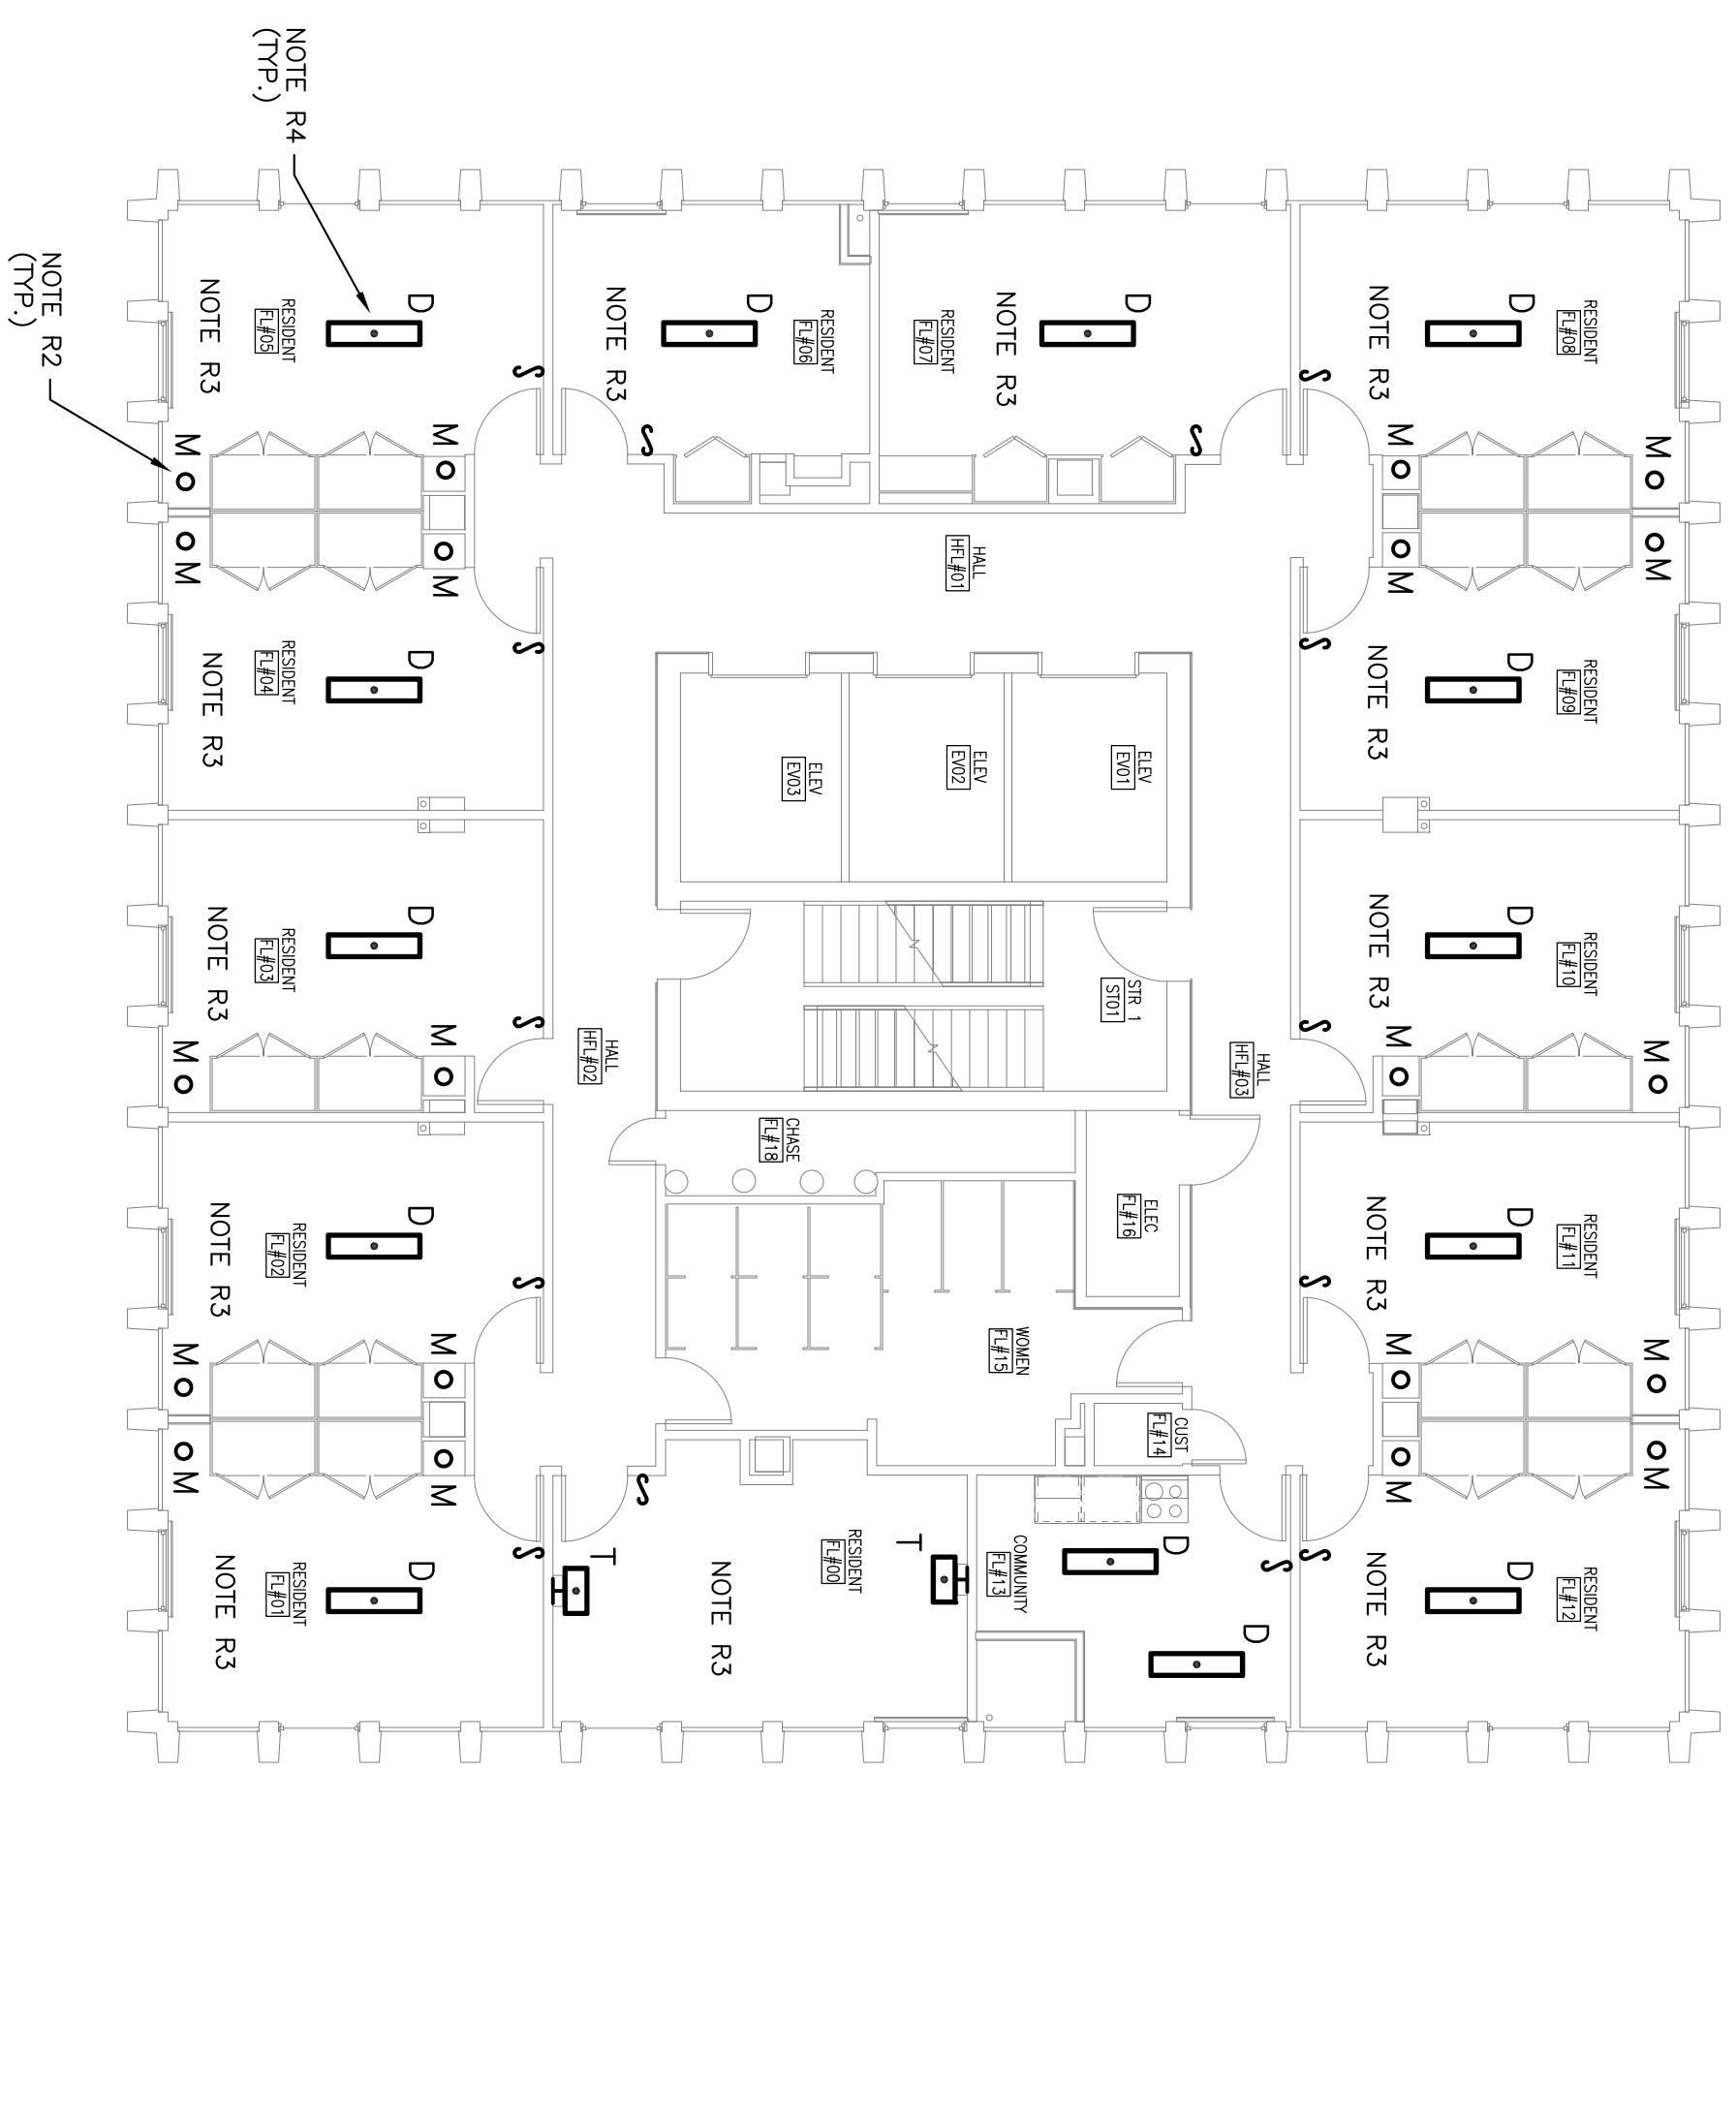 M
M
M
M
M
RESIDENT
FL#08
RESIDENT
FL#09
RESIDENT
FL#10
RESIDENT
FL#11
RESIDENT
FL#12
D
D
D
D
D
M
M
M
M
M
NOTE R3
NOTE R3
NOTE R3
NOTE R3
NOTE R3
S
S
S
S
S
S
HALL
HFL#03
D
S
D
CUST
FL#14
ELEV
EV01
ELEC
FL#16
D
STR 1
ST01
WOMEN
FL#15
COMMUNITY
FL#13
NOTE R3
HALL
HFL#01
ELEV
EV02
RESIDENT
FL#07
T
RESIDENT
FL#00
RESIDENT
FL#06
ELEV
EV03
CHASE
FL#18
D
NOTE R3
S
S
NOTE R3
HALL
HFL#02
T
S
S
S
S
S
M
M
M
M
M
D
D
D
D
D
RESIDENT
FL#05
RESIDENT
FL#04
RESIDENT
FL#03
RESIDENT
FL#02
RESIDENT
FL#01
NOTE R3
NOTE R3
NOTE R3
NOTE R3
NOTE R3
M
M
M
M
M
NOTE R4
(TYP.)
NOTE R2
(TYP.)